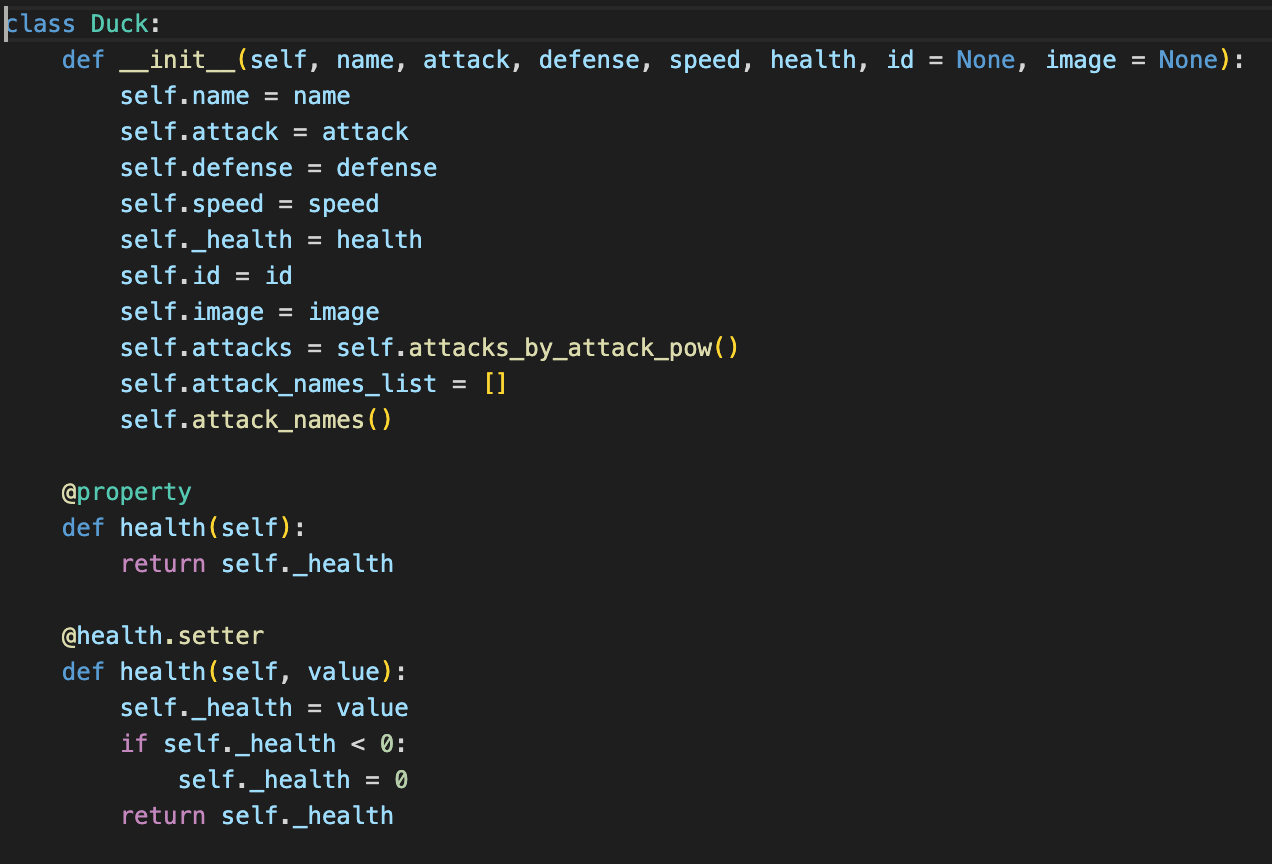 class Duck:
    def __init__(self, name, attack, defense, speed, health, id = None, image = None):
        self.name = name
        self.attack = attack
        self.defense = defense
        self.speed = speed
        self._health = health
        self.id = id
        self.image = image
        self.attacks = self.attacks_by_attack_pow()
        self.attack_names_list = []
        self.attack_names()

    @property
    def health(self):
        return self._health

    @health.setter
    def health(self, value):
        self._health = value
        if self._health < 0:
            self._health = 0
        return self._health